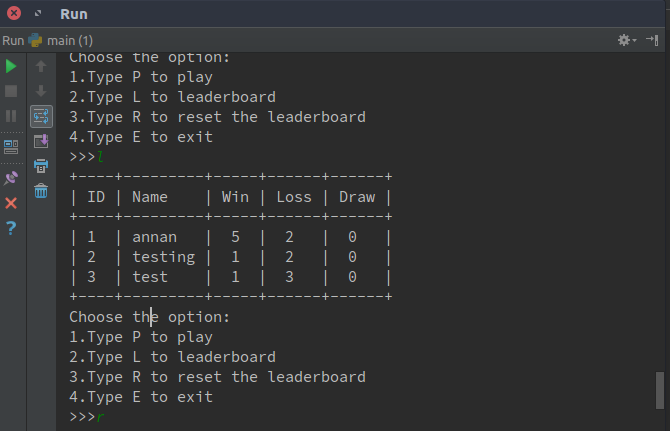 Run
Run main (1)
Choose the option:
1.Type P to play
2.Type L to leaderboard
3.Type R to reset the leaderboard
4.Type E to exit
>>>l
+----+---------+-----+------+------+
| ID | Name    | Win | Loss | Draw |
+----+---------+-----+------+------+
| 1  | annan   |  5  |  2   |  0   |
| 2  | testing |  1  |  2   |  0   |
| 3  | test    |  1  |  3   |  0   |
+----+---------+-----+------+------+
Choose the option:
1.Type P to play
2.Type L to leaderboard
3.Type R to reset the leaderboard
4.Type E to exit
>>>r